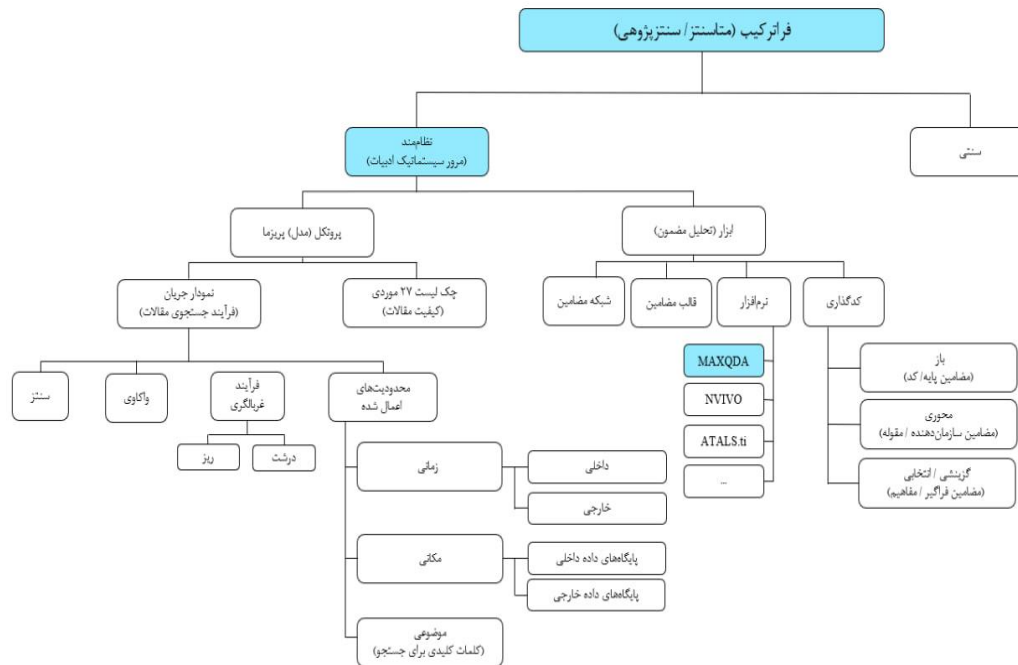 فراترکیب (متاسنتز/ سنتزپژوهی)
نظام‌مند
(مرور سیستماتیک ادبیات)
سنتی
پروتکل (مدل) پریزما
ابزار (تحلیل مضمون)
نمودار جریان
(فرآیند جستجوی مقالات)
چک لیست ۲۷ موردی
(کیفیت مقالات)
شبکه مضامین
قالب مضامین
نرم‌افزار
کدگذاری
سنتز
واکاوی
فرآیند
غربالگری
محدودیت‌های
اعمال شده
ریز
درشت
MAXQDA
NVIVO
ATALS.ti
...
باز
(مضامین پایه/ کد)
محوری
(مضامین سازمان‌دهنده / مقوله)
گزینشی / انتخابی
(مضامین فراگیر / مفاهیم)
زمانی
داخلی
خارجی
مکانی
پایگاه‌های داده داخلی
پایگاه‌های داده خارجی
موضوعی
(کلمات کلیدی برای جستجو)